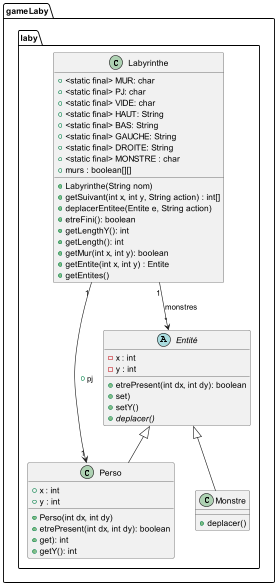 gameLaby
laby
C Labyrinthe
<static final> MUR: char
<static final> PJ: char
<static final> VIDE: char
<static final> HAUT: String
<static final> BAS: String
<static final> GAUCHE: String
<static final> DROITE: String
<static final> MONSTRE : char
murs : boolean[][]
Labyrinthe(String nom)
getSuivant(int x, int y, String action) : int[]
deplacerEntitee(Entite e, String action)
etreFini(): boolean
getLengthY(): int
getLength(): int
getMur(int x, int y): boolean
getEntite(int x, int y) : Entite
getEntites()
1 1
monstres
1
A Entité
x : int
y : int
etrePresent(int dx, int dy): boolean
set)
setY()
deplacer()
pj
1
C Perso
x : int
y : int
Perso(int dx, int dy)
etrePresent(int dx, int dy): boolean
get): int
getY(): int
C Monstre
deplacer()